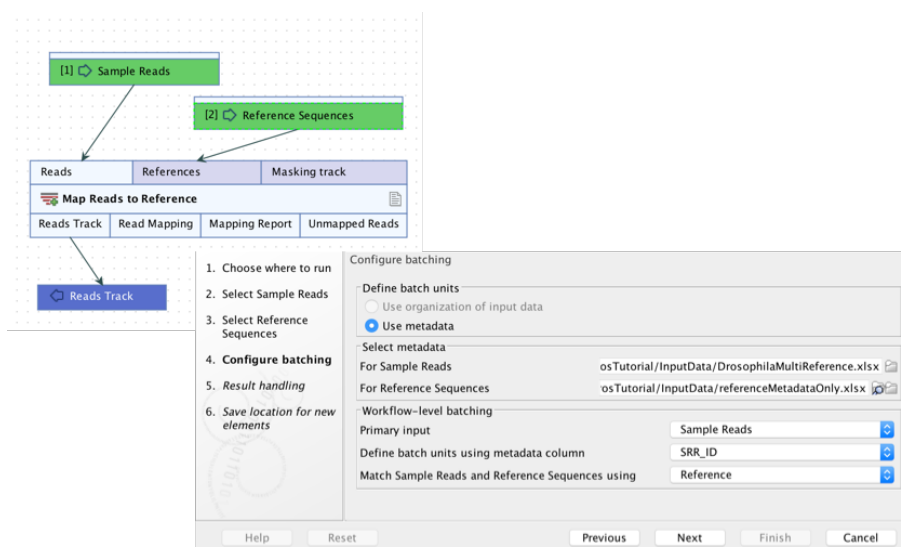 [1] Sample Reads
[2] Reference Sequences
Reads References Masking track
Map Reads to Reference
Reads Track Read Mapping Mapping Report Unmapped Reads
Reads Track
1. Choose where to run
2. Select Sample Reads
3. Select Reference
Sequences
4. Configure batching
5. Result handling
6. Save location for new
elements
Configure batching
Define batch units
Use organization of input data
Use metadata
Select metadata
For Sample Reads osTutorial/InputData/DrosophilaMultiReference.xlsx
For Reference Sequences osTutorial/InputData/referenceMetadataOnly.xlsx
Workflow-level batching
Primary input Sample Reads
Define batch units using metadata column SRR_ID
Match Sample Reads and Reference Sequences using Reference
Help Reset Previous Next Finish Cancel